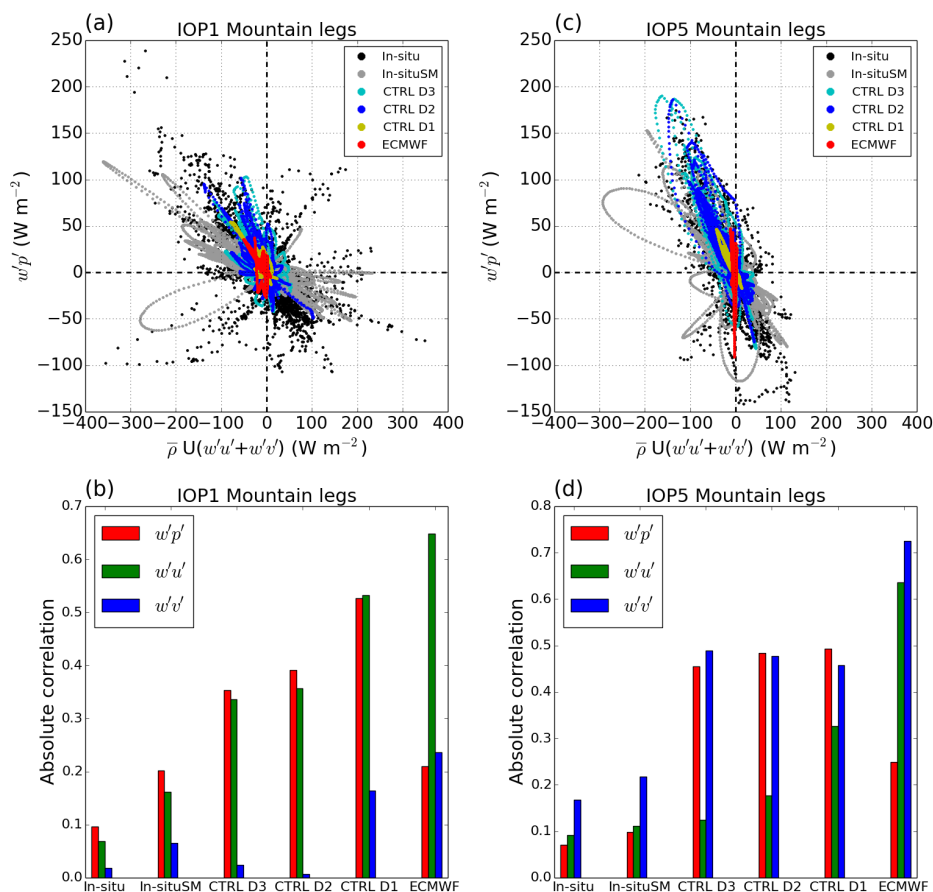 (a) IOP1 Mountain legs
250
200
150
100
50
0
−50
−100
−150
w′p′ (W m⁻²)
In-situ
In-situSM
CTRL D3
CTRL D2
CTRL D1
ECMWF
−400 −300 −200 −100 0 100 200 300 400
ρ̅ U(w′u′+w′v′) (W m⁻²)
(c) IOP5 Mountain legs
250
200
150
100
50
0
−50
−100
−150
w′p′ (W m⁻²)
In-situ
In-situSM
CTRL D3
CTRL D2
CTRL D1
ECMWF
−400 −300 −200 −100 0 100 200 300 400
ρ̅ U(w′u′+w′v′) (W m⁻²)
(b) IOP1 Mountain legs
0.7
0.6
0.5
0.4
0.3
0.2
0.1
0.0
Absolute correlation
w′p′
w′u′
w′v′
In-situ In-situSM CTRL D3 CTRL D2 CTRL D1 ECMWF
(d) IOP5 Mountain legs
0.8
0.7
0.6
0.5
0.4
0.3
0.2
0.1
0.0
Absolute correlation
w′p′
w′u′
w′v′
In-situ In-situSM CTRL D3 CTRL D2 CTRL D1 ECMWF